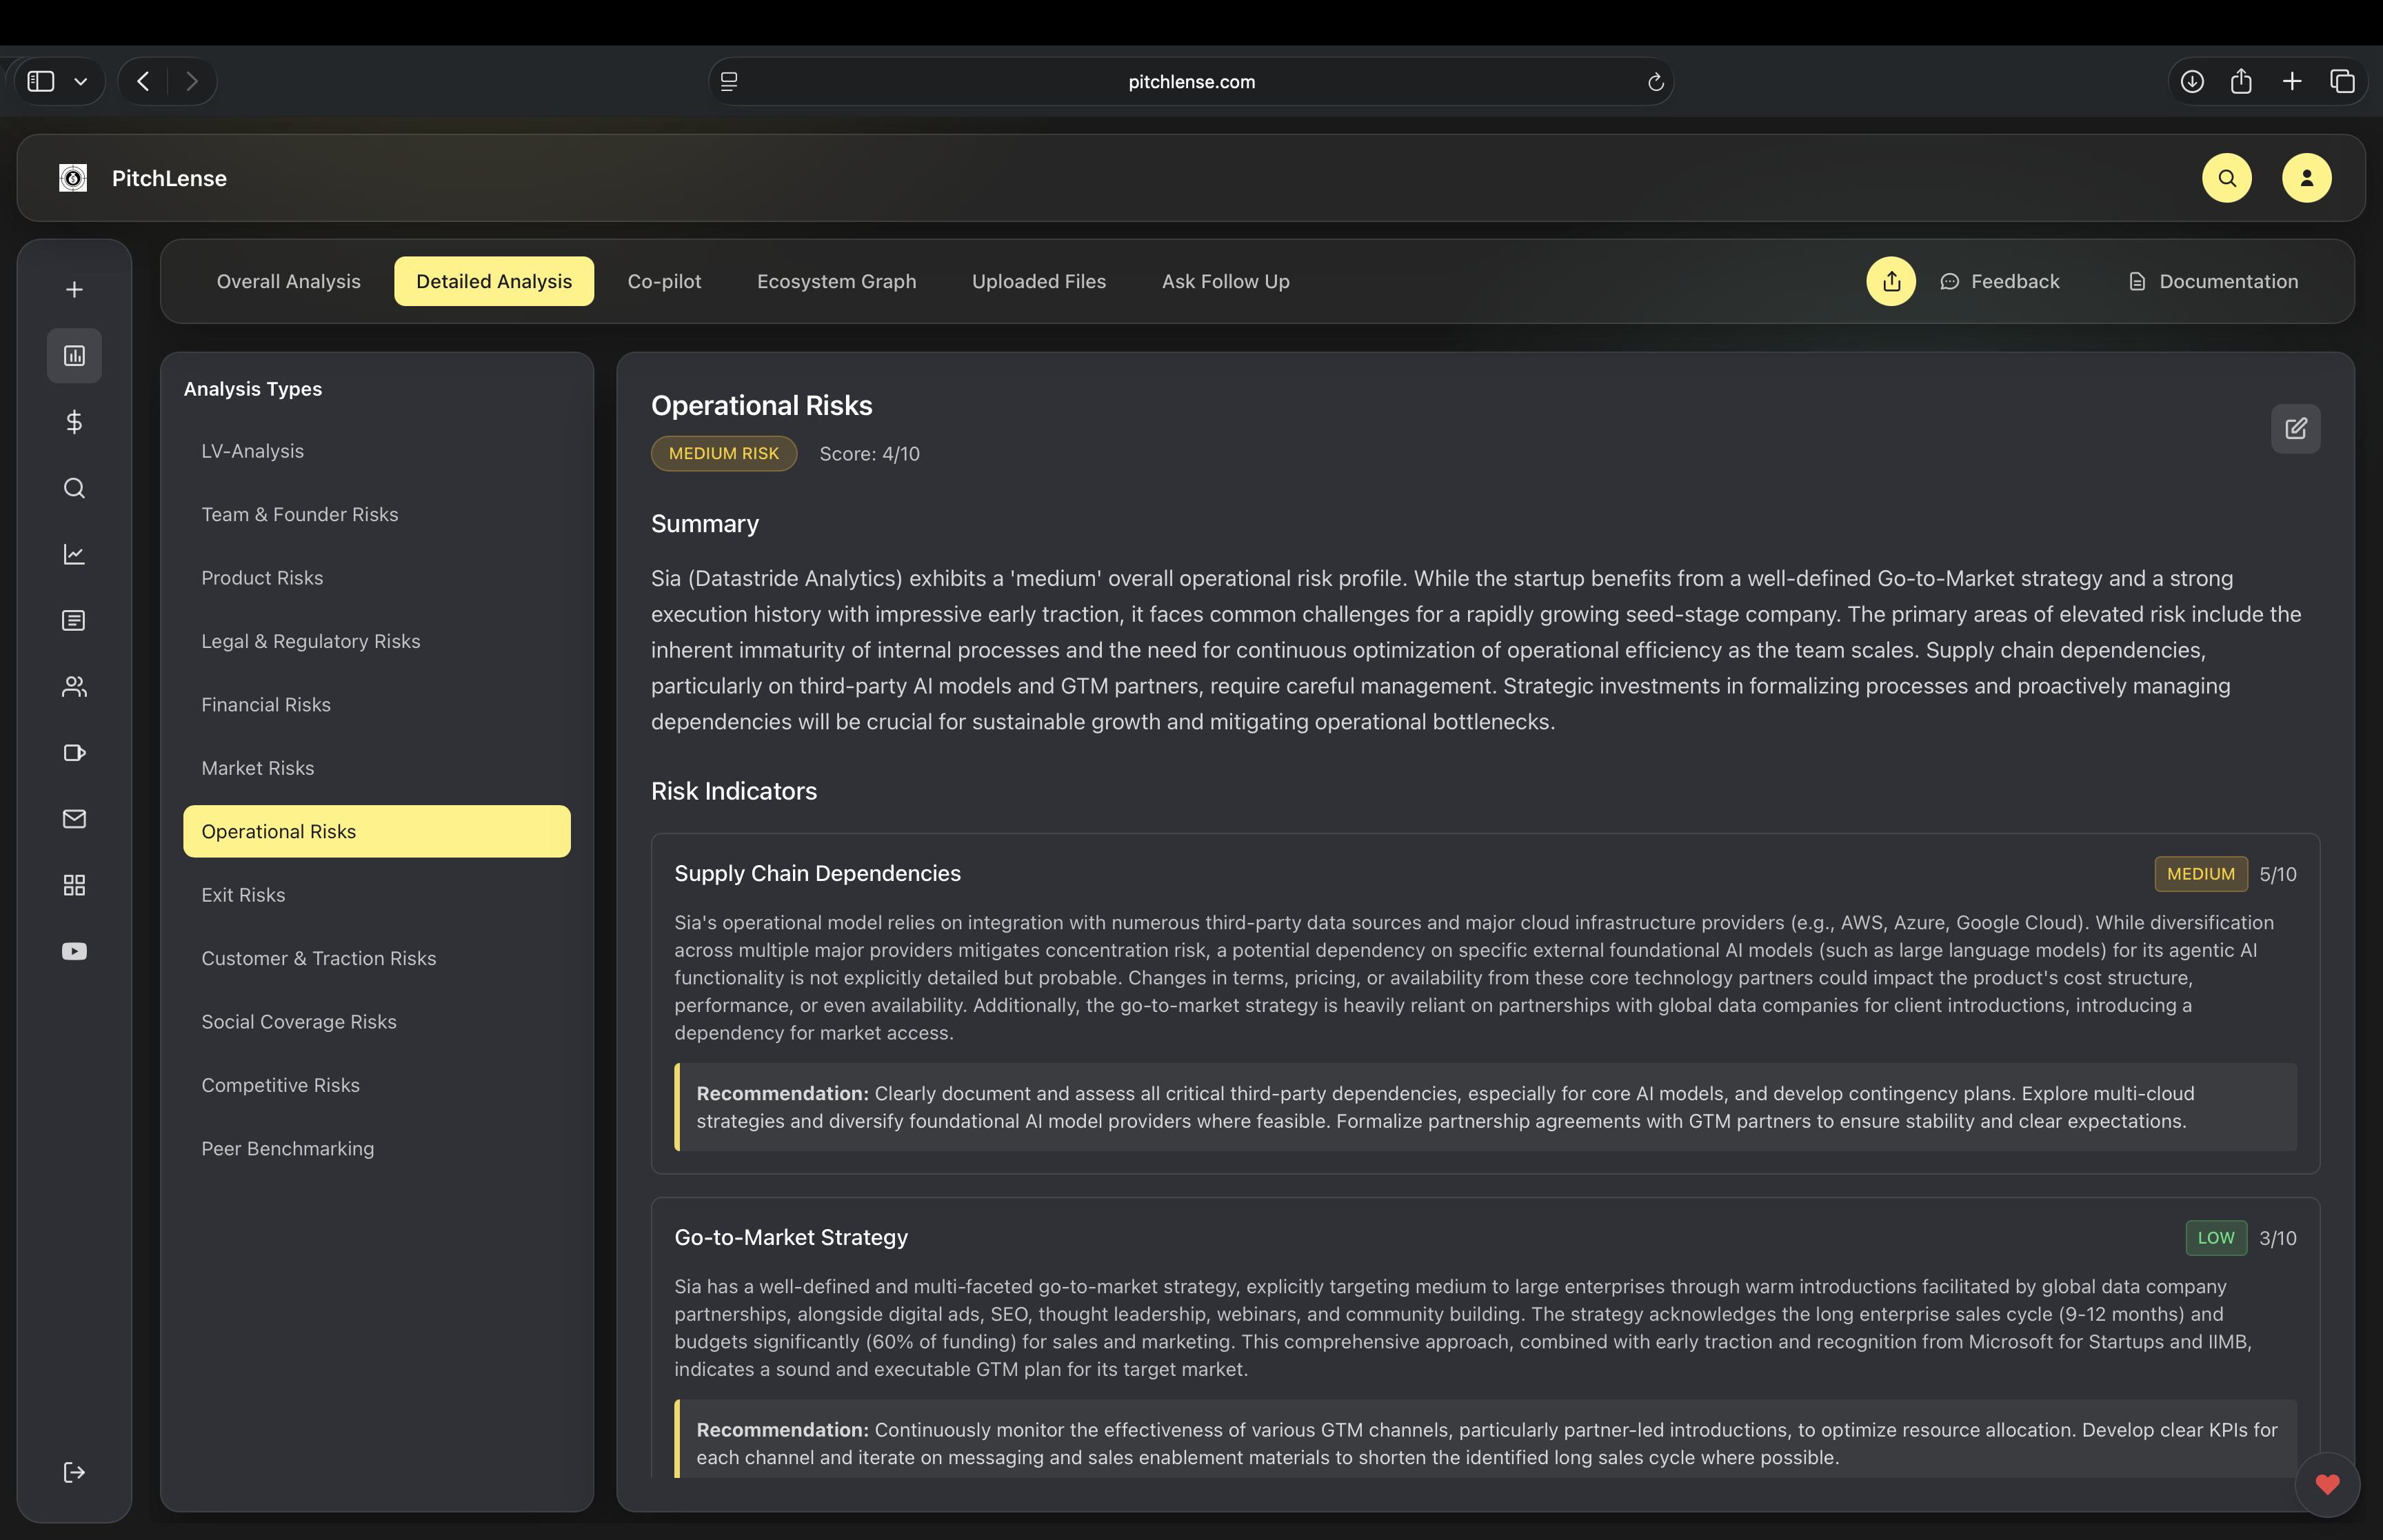 pitchlense.com
PitchLense
Overall Analysis
Detailed Analysis
Co-pilot
Ecosystem Graph
Uploaded Files
Ask Follow Up
Feedback
Documentation
Analysis Types
LV-Analysis
Team & Founder Risks
Product Risks
Legal & Regulatory Risks
Financial Risks
Market Risks
Operational Risks
Exit Risks
Customer & Traction Risks
Social Coverage Risks
Competitive Risks
Peer Benchmarking
Operational Risks
MEDIUM RISK
Score: 4/10
Summary
Sia (Datastride Analytics) exhibits a 'medium' overall operational risk profile. While the startup benefits from a well-defined Go-to-Market strategy and a strong
execution history with impressive early traction, it faces common challenges for a rapidly growing seed-stage company. The primary areas of elevated risk include the
inherent immaturity of internal processes and the need for continuous optimization of operational efficiency as the team scales. Supply chain dependencies,
particularly on third-party AI models and GTM partners, require careful management. Strategic investments in formalizing processes and proactively managing
dependencies will be crucial for sustainable growth and mitigating operational bottlenecks.
Risk Indicators
Supply Chain Dependencies
MEDIUM
5/10
Sia's operational model relies on integration with numerous third-party data sources and major cloud infrastructure providers (e.g., AWS, Azure, Google Cloud). While diversification
across multiple major providers mitigates concentration risk, a potential dependency on specific external foundational AI models (such as large language models) for its agentic AI
functionality is not explicitly detailed but probable. Changes in terms, pricing, or availability from these core technology partners could impact the product's cost structure,
performance, or even availability. Additionally, the go-to-market strategy is heavily reliant on partnerships with global data companies for client introductions, introducing a
dependency for market access.
Recommendation: Clearly document and assess all critical third-party dependencies, especially for core AI models, and develop contingency plans. Explore multi-cloud
strategies and diversify foundational AI model providers where feasible. Formalize partnership agreements with GTM partners to ensure stability and clear expectations.
Go-to-Market Strategy
LOW
3/10
Sia has a well-defined and multi-faceted go-to-market strategy, explicitly targeting medium to large enterprises through warm introductions facilitated by global data company
partnerships, alongside digital ads, SEO, thought leadership, webinars, and community building. The strategy acknowledges the long enterprise sales cycle (9-12 months) and
budgets significantly (60% of funding) for sales and marketing. This comprehensive approach, combined with early traction and recognition from Microsoft for Startups and IIMB,
indicates a sound and executable GTM plan for its target market.
Recommendation: Continuously monitor the effectiveness of various GTM channels, particularly partner-led introductions, to optimize resource allocation. Develop clear KPIs for
each channel and iterate on messaging and sales enablement materials to shorten the identified long sales cycle where possible.